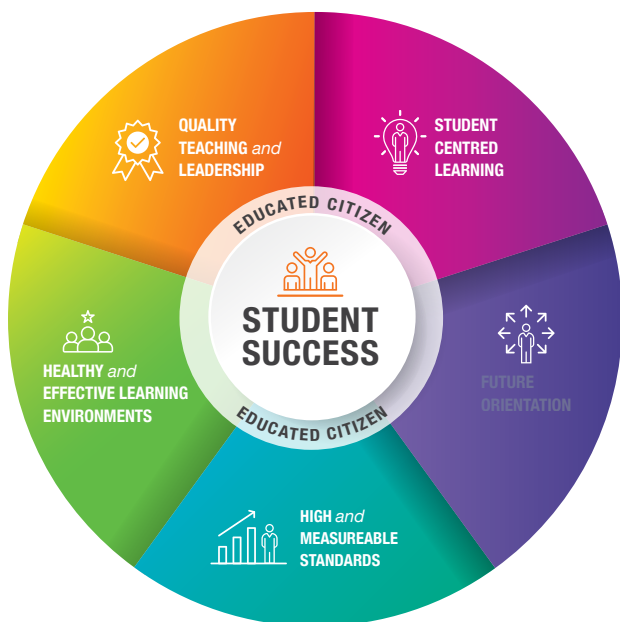 QUALITY
TEACHING and
LEADERSHIP
STUDENT
CENTRED
LEARNING
EDUCATED CITIZEN
STUDENT
SUCCESS
EDUCATED CITIZEN
HEALTHY and
EFFECTIVE LEARNING
ENVIRONMENTS
FUTURE
ORIENTATION
HIGH and
MEASUREABLE
STANDARDS